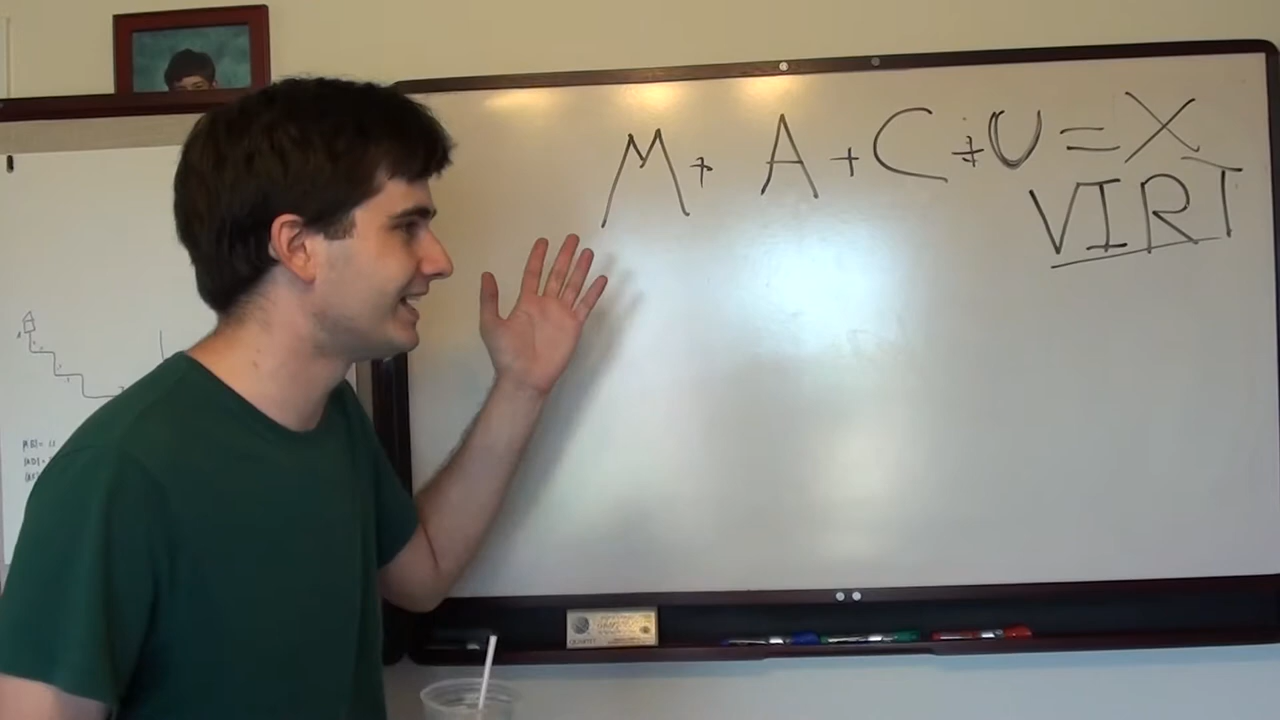 M + A + C + U = X
VIRT